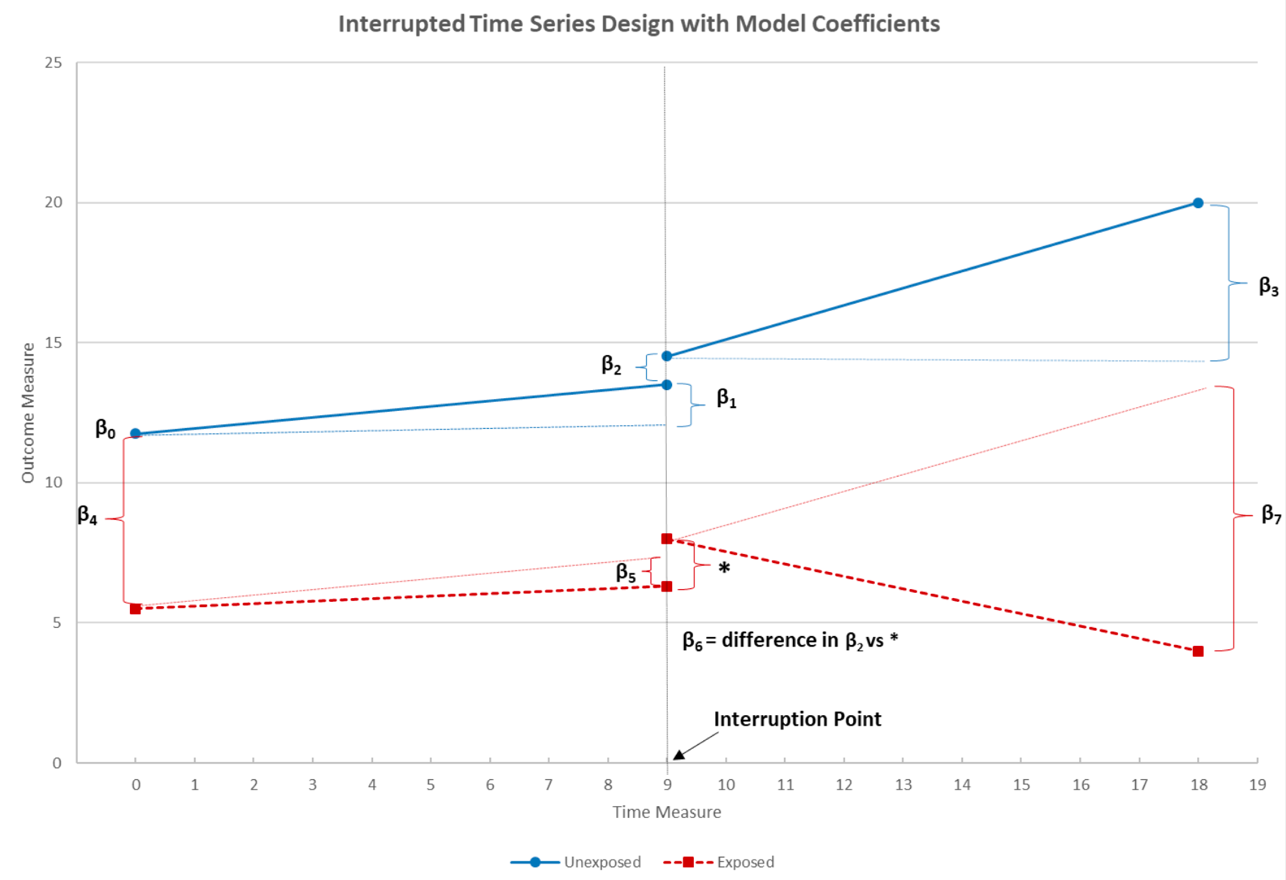 Interrupted Time Series Design with Model Coefficients
25
20
15
10
5
0
Outcome Measure
β0
β1
β2
β3
β4
β5
*
β7
β6 = difference in β2 vs *
Interruption Point
0 1 2 3 4 5 6 7 8 9 10 11 12 13 14 15 16 17 18 19
Time Measure
Unexposed Exposed